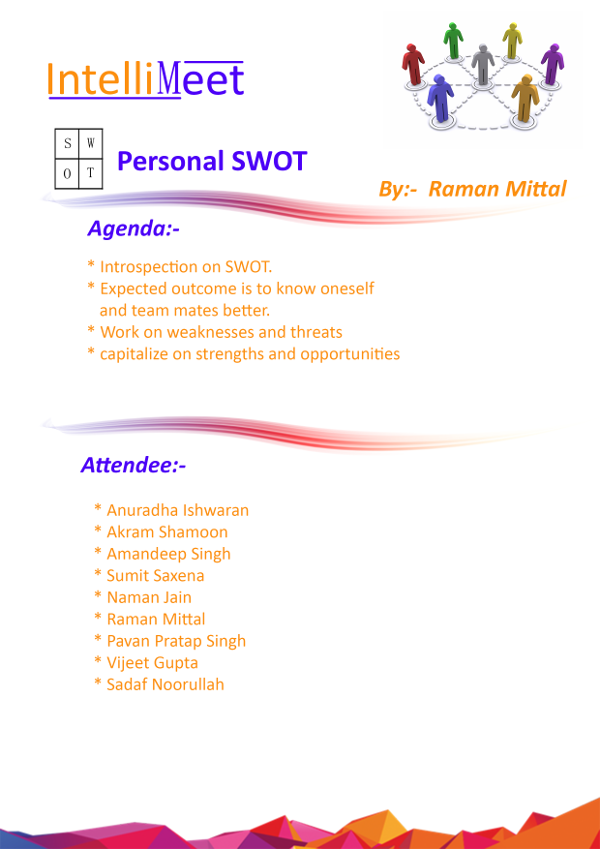 IntelliMeet
S W
O T
Personal SWOT
By:- Raman Mittal
Agenda:-
* Introspection on SWOT.
* Expected outcome is to know oneself
and team mates better.
* Work on weaknesses and threats
* capitalize on strengths and opportunities
Attendee:-
* Anuradha Ishwaran
* Akram Shamoon
* Amandeep Singh
* Sumit Saxena
* Naman Jain
* Raman Mittal
* Pavan Pratap Singh
* Vijeet Gupta
* Sadaf Noorullah